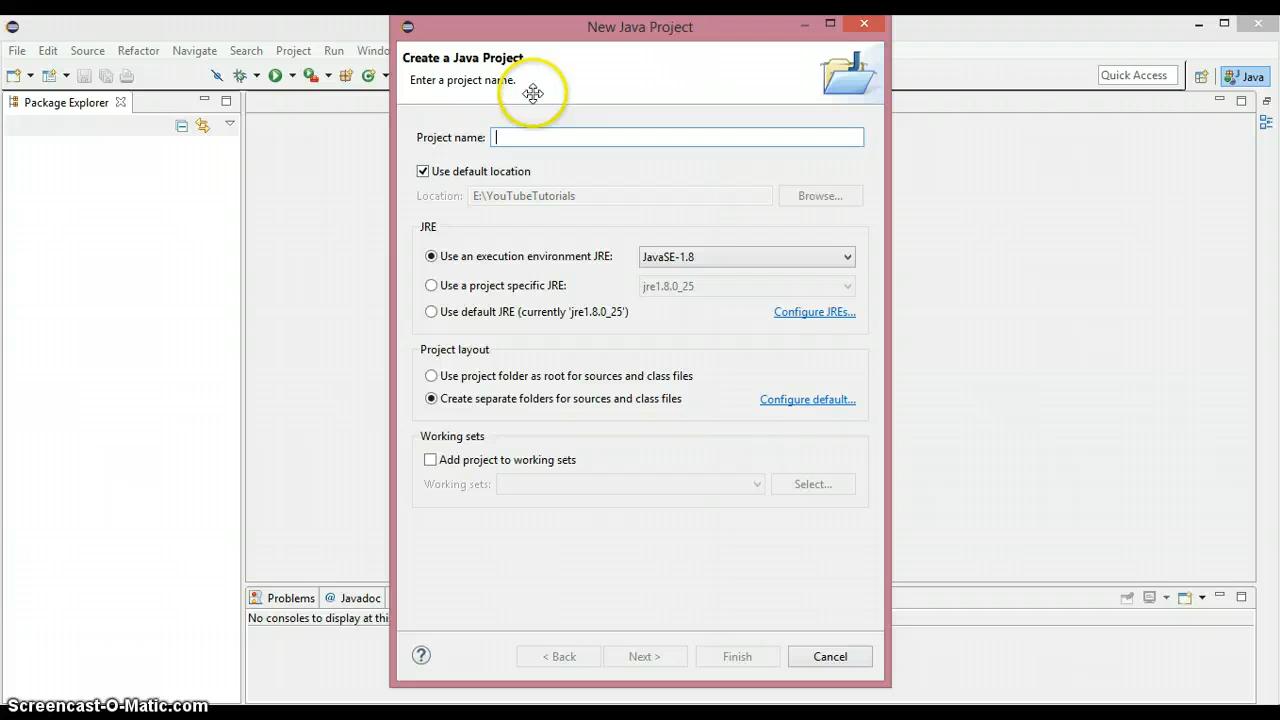 New Java Project
File Edit Source Refactor Navigate Search Project Run
Quick Access
Java
Package Explorer
Create a Java Project
Enter a project name.
Project name:
Use default location
Location: E:\YouTubeTutorials Browse...
JRE
Use an execution environment JRE: JavaSE-1.8
Use a project specific JRE: jre1.8.0_25
Use default JRE (currently 'jre1.8.0_25') Configure JREs...
Project layout
Use project folder as root for sources and class files
Create separate folders for sources and class files Configure default...
Working sets
Add project to working sets
Working sets: Select...
Problems @ Javadoc
No consoles to display at
< Back Next > Finish Cancel
Screencast-O-Matic.com